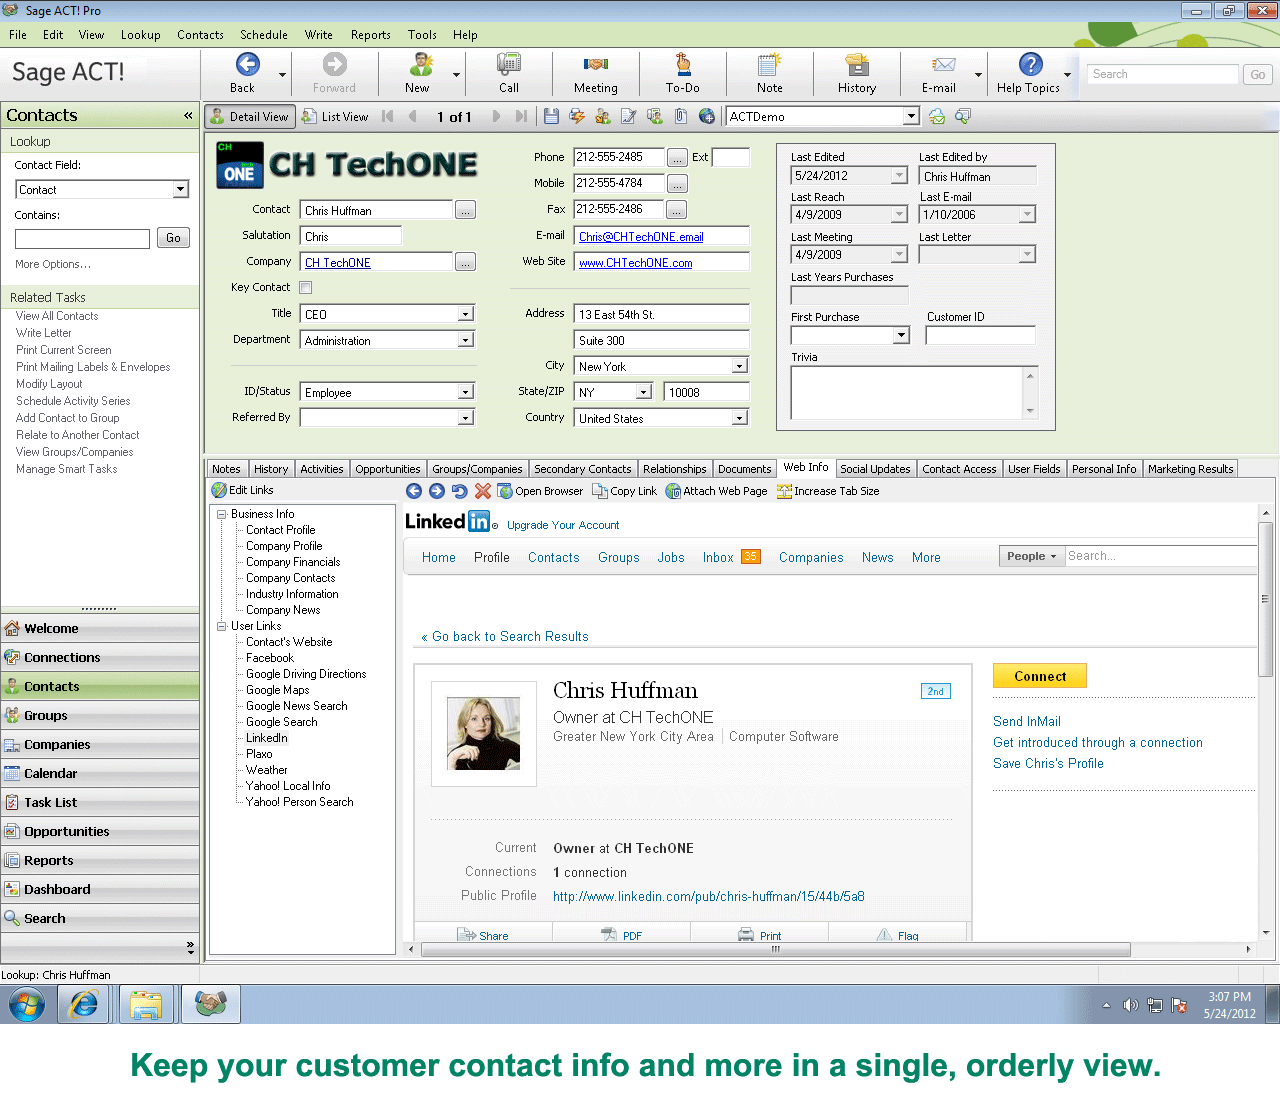 Sage ACT! Pro
File Edit View Lookup Contacts Schedule Write Reports Tools Help
Sage ACT!
Back Forward New Call Meeting To-Do Note History E-mail Help Topics Search Go
Contacts «
Detail View List View 1 of 1 ACTDemo
Lookup
Contact Field:
Contact
Contains:
Go
More Options...
Related Tasks
View All Contacts
Write Letter
Print Current Screen
Print Mailing Labels & Envelopes
Modify Layout
Schedule Activity Series
Add Contact to Group
Relate to Another Contact
View Groups/Companies
Manage Smart Tasks
Welcome
Connections
Contacts
Groups
Companies
Calendar
Task List
Opportunities
Reports
Dashboard
Search
»
CH
tech
ONE
CH TechONE
Contact Chris Huffman ...
Salutation Chris
Company CH TechONE ...
Key Contact
Title CEO
Department Administration
ID/Status Employee
Referred By
Phone 212-555-2485 ... Ext
Mobile 212-555-4784 ...
Fax 212-555-2486 ...
E-mail Chris@CHTechONE.email
Web Site www.CHTechONE.com
Address 13 East 54th St.
Suite 300
City New York
State/ZIP NY 10008
Country United States
Last Edited Last Edited by
5/24/2012 Chris Huffman
Last Reach Last E-mail
4/9/2009 1/10/2006
Last Meeting Last Letter
4/9/2009
Last Years Purchases
First Purchase Customer ID
Trivia
Notes History Activities Opportunities Groups/Companies Secondary Contacts Relationships Documents Web Info Social Updates Contact Access User Fields Personal Info Marketing Results
Edit Links
Open Browser Copy Link Attach Web Page Increase Tab Size
Business Info
Contact Profile
Company Profile
Company Financials
Company Contacts
Industry Information
Company News
User Links
Contact's Website
Facebook
Google Driving Directions
Google Maps
Google News Search
Google Search
LinkedIn
Plaxo
Weather
Yahoo! Local Info
Yahoo! Person Search
Linked in ® Upgrade Your Account
Home Profile Contacts Groups Jobs Inbox 35 Companies News More People Search...
« Go back to Search Results
Chris Huffman 2nd
Owner at CH TechONE
Greater New York City Area | Computer Software
Current Owner at CH TechONE
Connections 1 connection
Public Profile http://www.linkedin.com/pub/chris-huffman/15/44b/5a8
Share PDF Print Flag
Connect
Send InMail
Get introduced through a connection
Save Chris's Profile
Lookup: Chris Huffman
3:07 PM
5/24/2012
Keep your customer contact info and more in a single, orderly view.